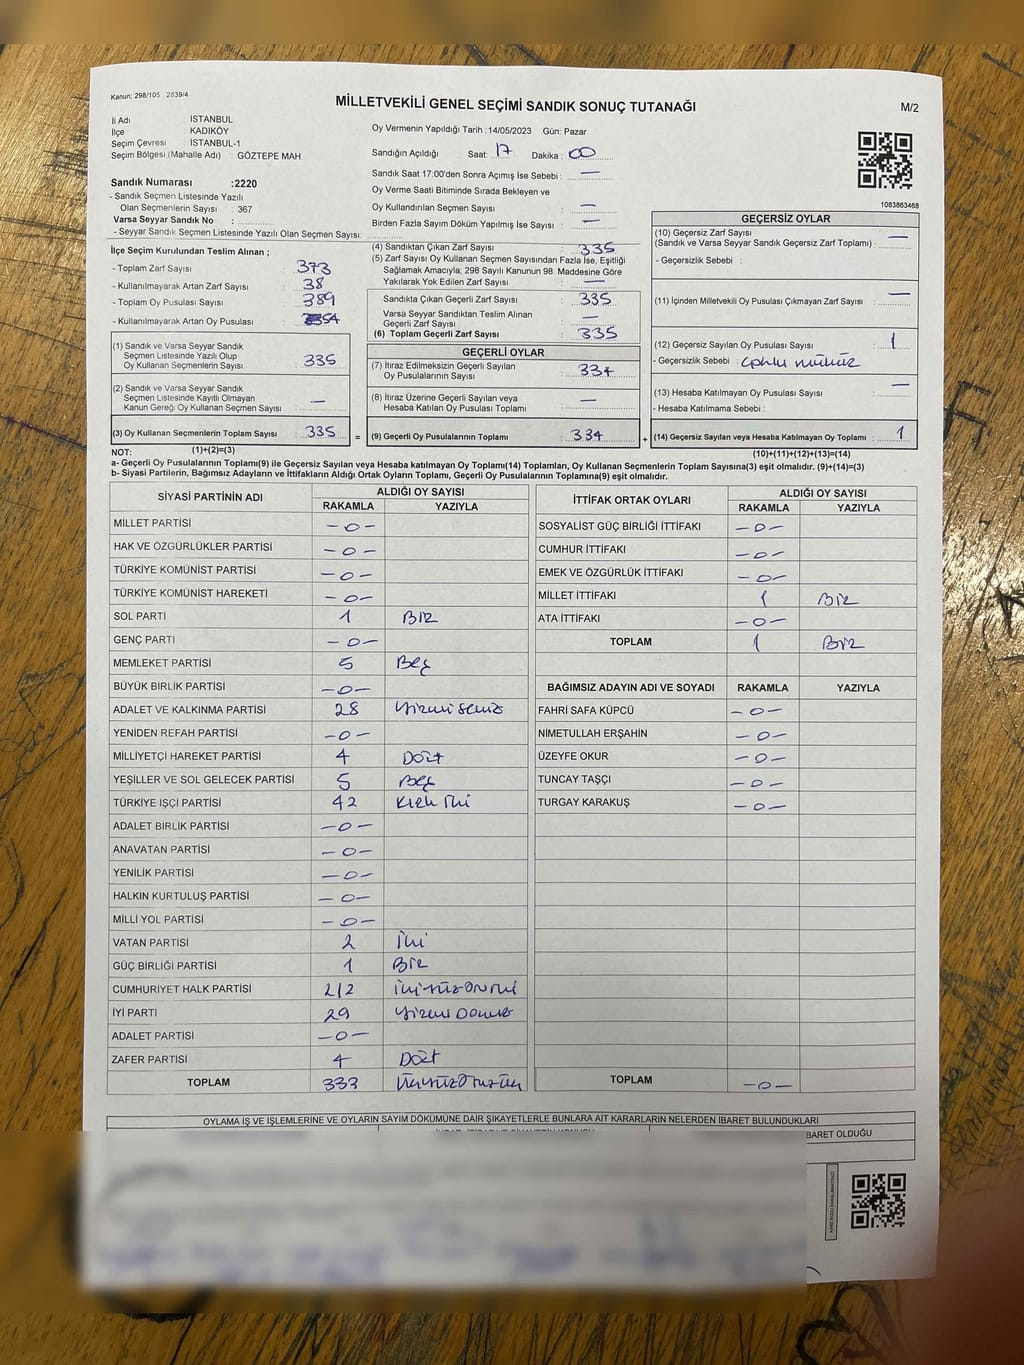 Kanun: 298/105 2839/4
MİLLETVEKİLİ GENEL SEÇİMİ SANDIK SONUÇ TUTANAĞI
M/2
İl Adı İSTANBUL
İlçe KADIKÖY
Seçim Çevresi İSTANBUL-1
Seçim Bölgesi (Mahalle Adı) : GÖZTEPE MAH
Oy Vermenin Yapıldığı Tarih : 14/05/2023 Gün: Pazar
Sandığın Açıldığı Saat: 17 Dakika : 00
Sandık Saat 17:00'den Sonra Açımış İse Sebebi : —
Oy Verme Saati Bitiminde Sırada Bekleyen ve
Oy Kullandırılan Seçmen Sayısı : —
Birden Fazla Sayım Döküm Yapılmış İse Sayısı : —
1083863468
Sandık Numarası :2220
- Sandık Seçmen Listesinde Yazılı
Olan Seçmenlerin Sayısı : 367
Varsa Seyyar Sandık No :
- Seyyar Sandık Seçmen Listesinde Yazılı Olan Seçmen Sayısı:
İlçe Seçim Kurulundan Teslim Alınan ;
- Toplam Zarf Sayısı : 373
- Kullanılmayarak Artan Zarf Sayısı : 38
- Toplam Oy Pusulası Sayısı : 389
- Kullanılmayarak Artan Oy Pusulası : 54
(1) Sandık ve Varsa Seyyar Sandık
Seçmen Listesinde Yazılı Olup
Oy Kullanan Seçmenlerin Sayısı : 335
(2) Sandık ve Varsa Seyyar Sandık
Seçmen Listesinde Kayıtlı Olmayan
Kanun Gereği Oy Kullanan Seçmen Sayısı : —
(3) Oy Kullanan Seçmenlerin Toplam Sayısı : 335
(4) Sandıktan Çıkan Zarf Sayısı : 335
(5) Zarf Sayısı Oy Kullanan Seçmen Sayısından Fazla İse, Eşitliği
Sağlamak Amacıyla; 298 Sayılı Kanunun 98. Maddesine Göre
Yakılarak Yok Edilen Zarf Sayısı : —
Sandıkta Çıkan Geçerli Zarf Sayısı : 335
Varsa Seyyar Sandıktan Teslim Alınan
Geçerli Zarf Sayısı : —
(6) Toplam Geçerli Zarf Sayısı : 335
GEÇERLİ OYLAR
(7) İtiraz Edilmeksizin Geçerli Sayılan
Oy Pusulalarının Sayısı : 334
(8) İtiraz Üzerine Geçerli Sayılan veya
Hesaba Katılan Oy Pusulası Toplamı : —
= (9) Geçerli Oy Pusulalarının Toplamı : 334
GEÇERSİZ OYLAR
(10) Geçersiz Zarf Sayısı
(Sandık ve Varsa Seyyar Sandık Geçersiz Zarf Toplamı) : —
- Geçersizlik Sebebi :
(11) İçinden Milletvekili Oy Pusulası Çıkmayan Zarf Sayısı : —
(12) Geçersiz Sayılan Oy Pusulası Sayısı : 1
- Geçersizlik Sebebi : Çoklu mühür
(13) Hesaba Katılmayan Oy Pusulası Sayısı : —
- Hesaba Katılmama Sebebi :
+ (14) Geçersiz Sayılan veya Hesaba Katılmayan Oy Toplamı : 1
NOT: (1)+(2)=(3) (10)+(11)+(12)+(13)=(14)
a- Geçerli Oy Pusulalarının Toplamı(9) ile Geçersiz Sayılan veya Hesaba katılmayan Oy Toplamı(14) Toplamları, Oy Kullanan Seçmenlerin Toplam Sayısına(3) eşit olmalıdır. (9)+(14)=(3)
b- Siyasi Partilerin, Bağımsız Adayların ve İttifakların Aldığı Ortak Oyların Toplamı, Geçerli Oy Pusulalarının Toplamına(9) eşit olmalıdır.
SİYASİ PARTİNİN ADI ALDIĞI OY SAYISI
RAKAMLA YAZIYLA
MİLLET PARTİSİ -0-
HAK VE ÖZGÜRLÜKLER PARTİSİ -0-
TÜRKİYE KOMÜNİST PARTİSİ -0-
TÜRKİYE KOMÜNİST HAREKETİ -0-
SOL PARTİ 1 Bir
GENÇ PARTİ -0-
MEMLEKET PARTİSİ 5 Beş
BÜYÜK BİRLİK PARTİSİ -0-
ADALET VE KALKINMA PARTİSİ 28 Yirmi sekiz
YENİDEN REFAH PARTİSİ -0-
MİLLİYETÇİ HAREKET PARTİSİ 4 Dört
YEŞİLLER VE SOL GELECEK PARTİSİ 5 Beş
TÜRKİYE İŞÇİ PARTİSİ 42 Kırk iki
ADALET BİRLİK PARTİSİ -0-
ANAVATAN PARTİSİ -0-
YENİLİK PARTİSİ -0-
HALKIN KURTULUŞ PARTİSİ -0-
MİLLİ YOL PARTİSİ -0-
VATAN PARTİSİ 2 İki
GÜÇ BİRLİĞİ PARTİSİ 1 Bir
CUMHURİYET HALK PARTİSİ 212 İkiyüz on iki
İYİ PARTİ 29 Yirmi Dokuz
ADALET PARTİSİ -0-
ZAFER PARTİSİ 4 Dört
TOPLAM 333 Üçyüz Otuz üç
İTTİFAK ORTAK OYLARI ALDIĞI OY SAYISI
RAKAMLA YAZIYLA
SOSYALİST GÜÇ BİRLİĞİ İTTİFAKI -0-
CUMHUR İTTİFAKI -0-
EMEK VE ÖZGÜRLÜK İTTİFAKI -0-
MİLLET İTTİFAKI 1 Bir
ATA İTTİFAKI -0-
TOPLAM 1 Bir
BAĞIMSIZ ADAYIN ADI VE SOYADI RAKAMLA YAZIYLA
FAHRİ SAFA KÜPCÜ -0-
NİMETULLAH ERŞAHİN -0-
ÜZEYFE OKUR -0-
TUNCAY TAŞÇI -0-
TURGAY KARAKUŞ -0-
TOPLAM -0-
OYLAMA İŞ VE İŞLEMLERİNE VE OYLARIN SAYIM DÖKÜMÜNE DAİR ŞİKAYETLERLE BUNLARA AİT KARARLARIN NELERDEN İBARET BULUNDUKLARI
BARET OLDUĞU